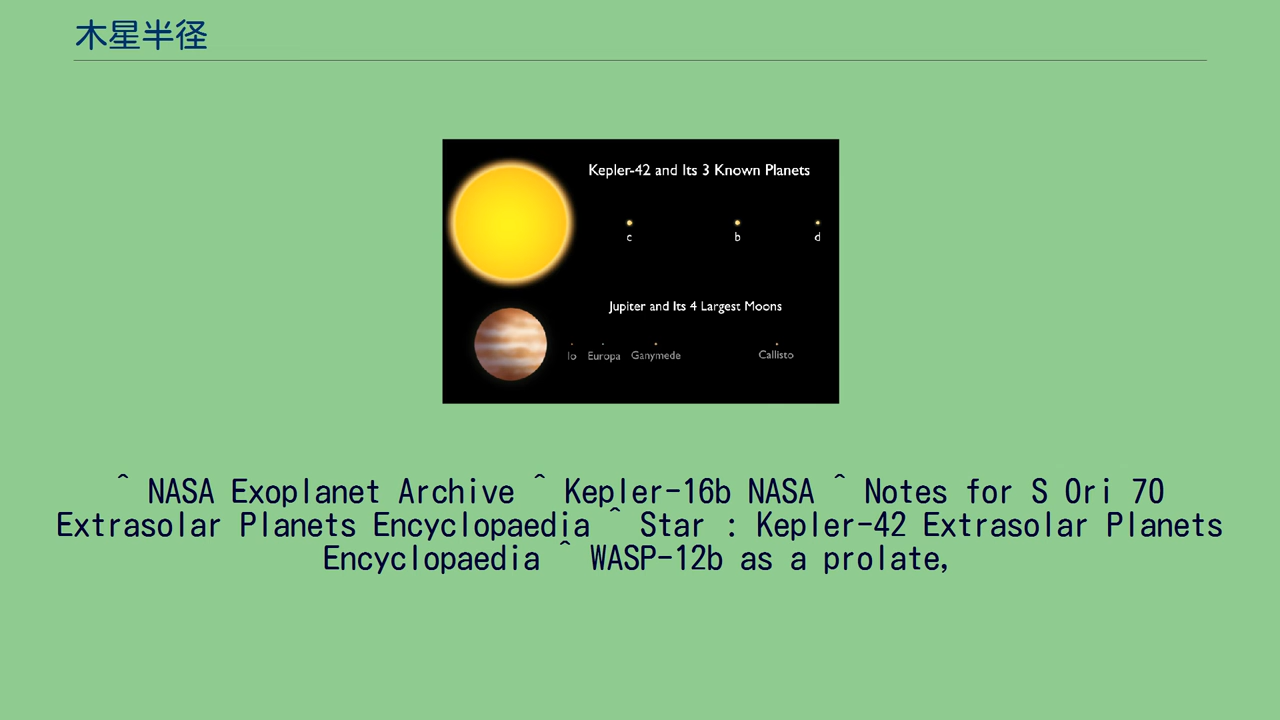 木星半径
Kepler-42 and Its 3 Known Planets
c b d
Jupiter and Its 4 Largest Moons
Io Europa Ganymede Callisto
^ NASA Exoplanet Archive ^ Kepler-16b NASA ^ Notes for S Ori 70
Extrasolar Planets Encyclopaedia ^ Star : Kepler-42 Extrasolar Planets
Encyclopaedia ^ WASP-12b as a prolate,